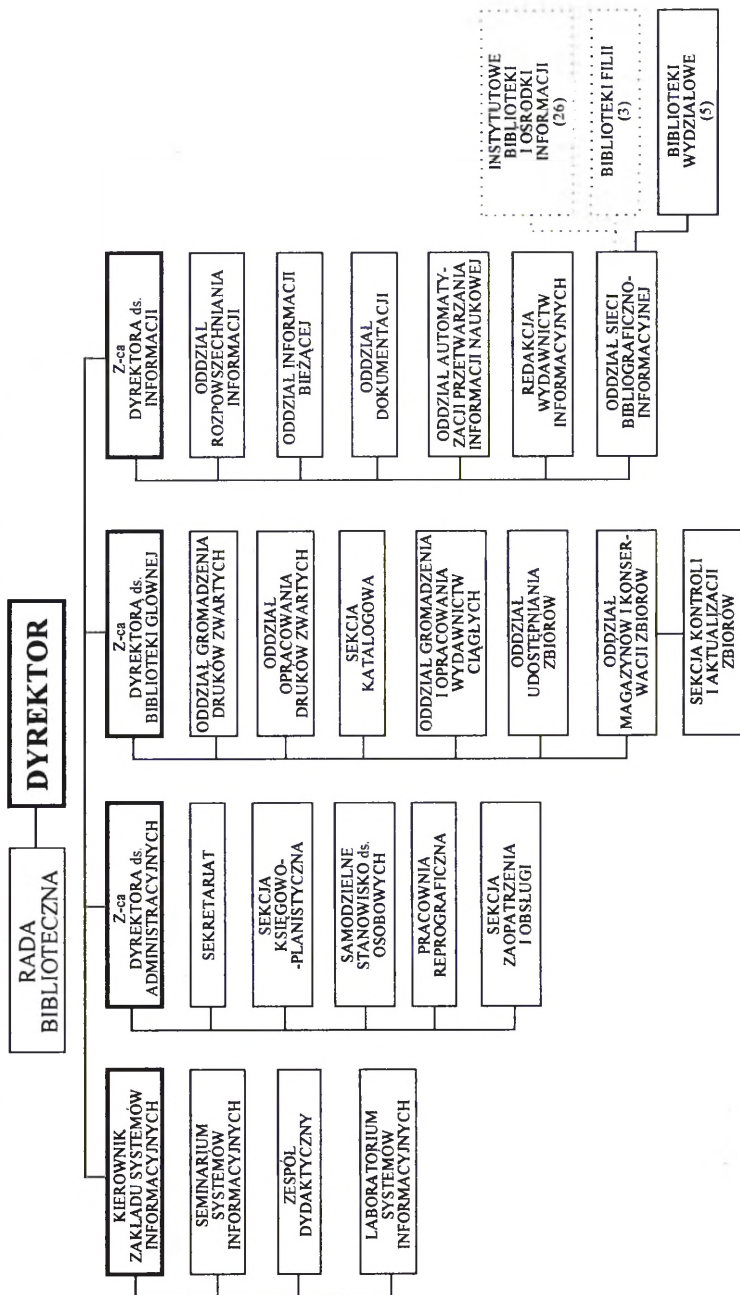 RADA
BIBLIOTECZNA
DYREKTOR
KIEROWNIK
ZAKŁADU SYSTEMÓW
INFORMACYJNYCH
SEMINARIUM
SYSTEMÓW
INFORMACYJNYCH
ZESPÓŁ
DYDAKTYCZNY
LABORATORIUM
SYSTEMÓW
INFORMACYJNYCH
Z-ca
DYREKTORA ds.
ADMINISTRACYJNYCH
SEKRETARIAT
SEKCJA
KSIĘGOWO-
-PLANISTYCZNA
SAMODZIELNE
STANOWISKO ds.
OSOBOWYCH
PRACOWNIA
REPROGRAFICZNA
SEKCJA
ZAOPATRZENIA
I OBSŁUGI
Z-ca
DYREKTORA ds.
BIBLIOTEKI GŁÓWNEJ
ODDZIAŁ GROMADZENIA
DRUKÓW ZWARTYCH
ODDZIAŁ
OPRACOWANIA
DRUKÓW ZWARTYCH
SEKCJA
KATALOGOWA
ODDZIAŁ GROMADZENIA
I OPRACOWANIA
WYDAWNICTW
CIĄGŁYCH
ODDZIAŁ
UDOSTĘPNIANIA
ZBIORÓW
ODDZIAŁ
MAGAZYNÓW I KONSER-
WACJI ZBIORÓW
SEKCJA KONTROLI
I AKTUALIZACJI
ZBIORÓW
Z-ca
DYREKTORA ds.
INFORMACJI
ODDZIAŁ
ROZPOWSZECHNIANIA
INFORMACJI
ODDZIAŁ INFORMACJI
BIEŻĄCEJ
ODDZIAŁ
DOKUMENTACJI
ODDZIAŁ AUTOMATY-
ZACJI PRZETWARZANIA
INFORMACJI NAUKOWEJ
REDAKCJA
WYDAWNICTW
INFORMACYJNYCH
ODDZIAŁ SIECI
BIBLIOGRAFICZNO-
INFORMACYJNEJ
INSTYTUTOWE
BIBLIOTEKI
I OŚRODKI
INFORMACJI
(26)
BIBLIOTEKI FILII
(3)
BIBLIOTEKI
WYDZIAŁOWE
(5)